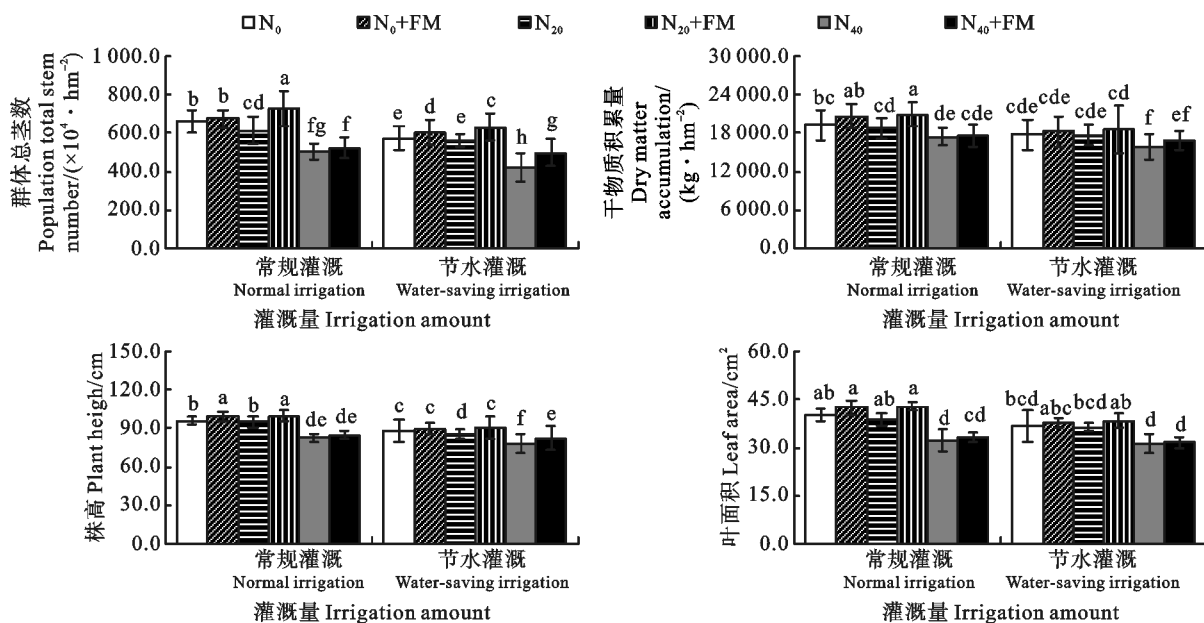 N₀ N₀+FM N₂₀ N₂₀+FM N₄₀ N₄₀+FM
群体总茎数
Population total stem
number/(×10⁴·hm⁻²)
1 000.0
800.0
600.0
400.0
200.0
0.0
b b cd a fg f e d e c h g
常规灌溉 节水灌溉
Normal irrigation Water-saving irrigation
灌溉量 Irrigation amount
干物质积累量
Dry matter
accumulation/
(kg·hm⁻²)
30 000.0
24 000.0
18 000.0
12 000.0
6 000.0
0.0
bc ab cd a de cde cde cde cde cd f ef
常规灌溉 节水灌溉
Normal irrigation Water-saving irrigation
灌溉量 Irrigation amount
株高 Plant heigh/cm
150.0
120.0
90.0
60.0
30.0
0.0
b a b a de de c c d c f e
常规灌溉 节水灌溉
Normal irrigation Water-saving irrigation
灌溉量 Irrigation amount
叶面积 Leaf area/cm²
60.0
45.0
30.0
15.0
0.0
ab a ab a d cd bcd abc bcd ab d d
常规灌溉 节水灌溉
Normal irrigation Water-saving irrigation
灌溉量 Irrigation amount